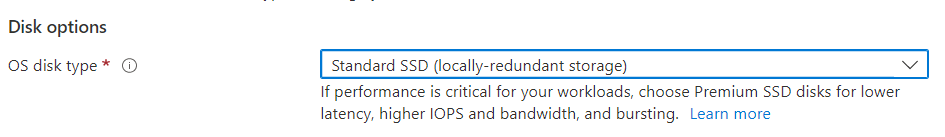 Disk options
OS disk type *
Standard SSD (locally-redundant storage)
If performance is critical for your workloads, choose Premium SSD disks for lower
latency, higher IOPS and bandwidth, and bursting. Learn more